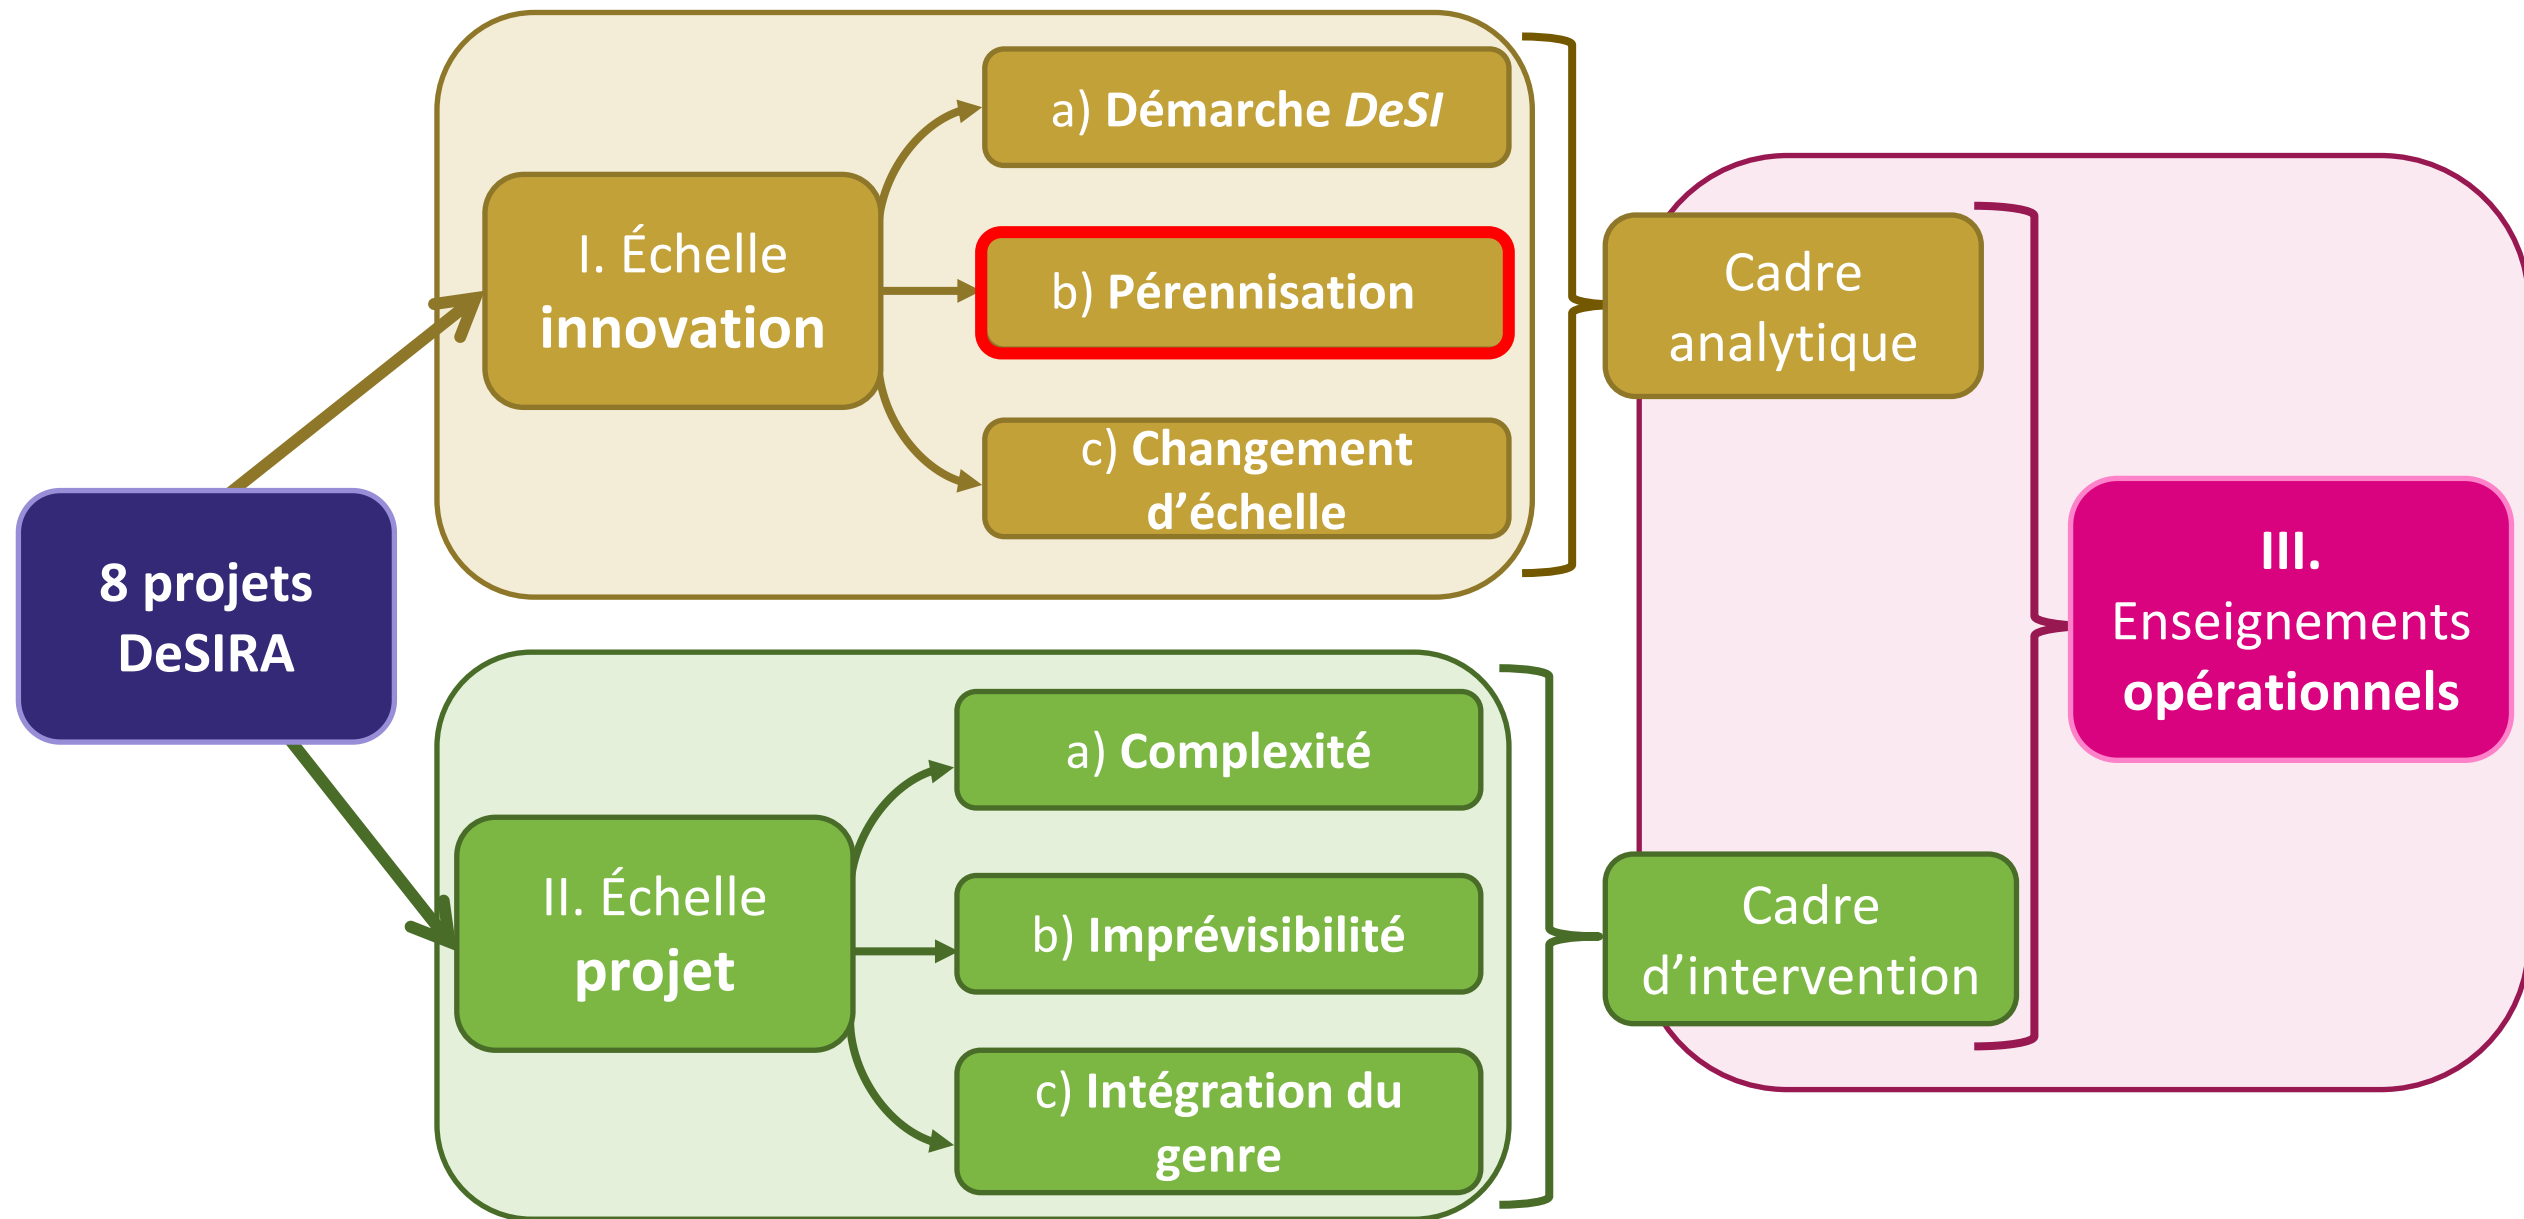 8 projets
DeSIRA
I. Échelle
innovation
a) Démarche DeSI
b) Pérennisation
c) Changement
d’échelle
Cadre
analytique
II. Échelle
projet
a) Complexité
b) Imprévisibilité
c) Intégration du
genre
Cadre
d’intervention
III.
Enseignements
opérationnels